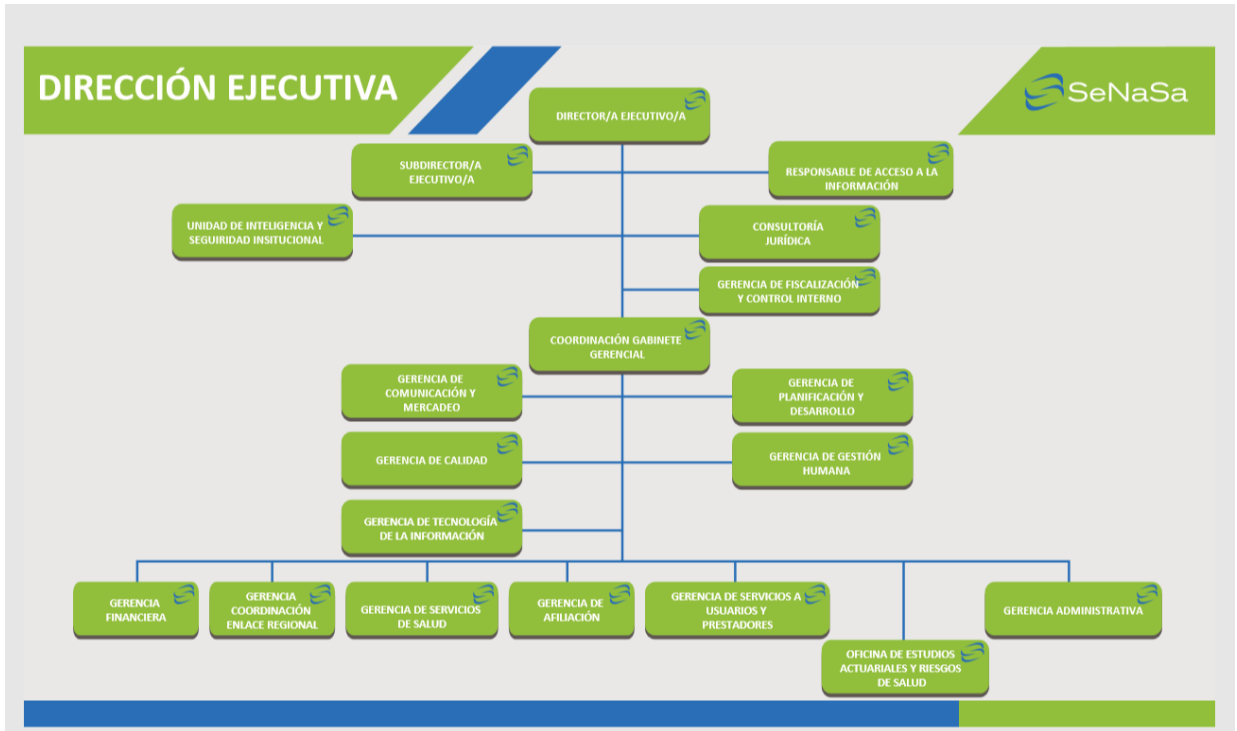 DIRECCIÓN EJECUTIVA
SeNaSa
DIRECTOR/A EJECUTIVO/A
SUBDIRECTOR/A
EJECUTIVO/A
RESPONSABLE DE ACCESO A LA
INFORMACIÓN
UNIDAD DE INTELIGENCIA Y
SEGUIRIDAD INSITUCIONAL
CONSULTORÍA
JURÍDICA
GERENCIA DE FISCALIZACIÓN
Y CONTROL INTERNO
COORDINACIÓN GABINETE
GERENCIAL
GERENCIA DE
COMUNICACIÓN Y
MERCADEO
GERENCIA DE
PLANIFICACIÓN Y
DESARROLLO
GERENCIA DE CALIDAD
GERENCIA DE GESTIÓN
HUMANA
GERENCIA DE TECNOLOGÍA
DE LA INFORMACIÓN
GERENCIA
FINANCIERA
GERENCIA
COORDINACIÓN
ENLACE REGIONAL
GERENCIA DE SERVICIOS
DE SALUD
GERENCIA DE
AFILIACIÓN
GERENCIA DE SERVICIOS A
USUARIOS Y
PRESTADORES
OFICINA DE ESTUDIOS
ACTUARIALES Y RIESGOS
DE SALUD
GERENCIA ADMINISTRATIVA